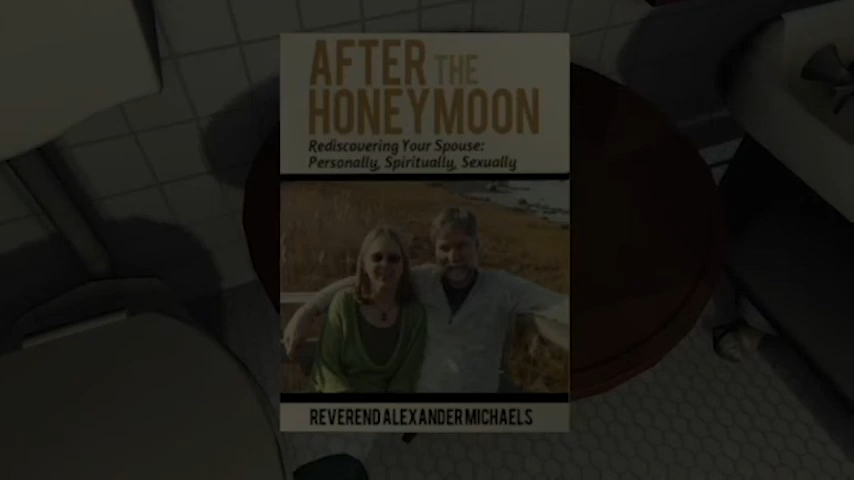 AFTER THE
HONEYMOON
Rediscovering Your Spouse:
Personally, Spiritually, Sexually
REVEREND ALEXANDER MICHAELS